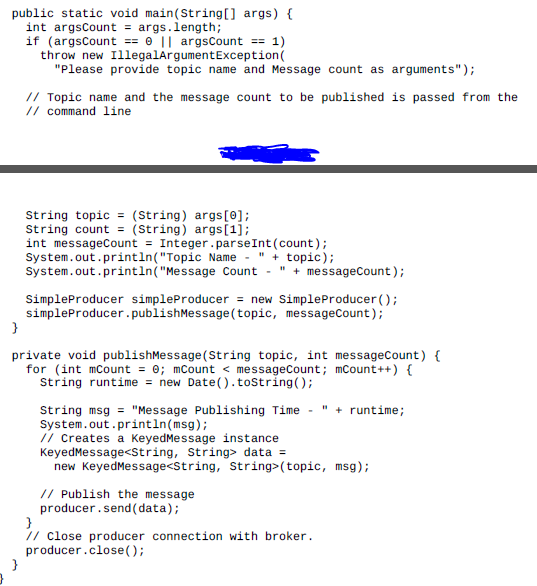 public static void main(String[] args) {
int argsCount = args.length;
if (argsCount == 0 || argsCount == 1)
throw new IllegalArgumentException(
"Please provide topic name and Message count as arguments");
// Topic name and the message count to be published is passed from the
// command line
String topic = (String) args[0];
String count = (String) args[1];
int messageCount = Integer.parseInt(count);
System.out.println("Topic Name - " + topic);
System.out.println("Message Count - " + messageCount);
SimpleProducer simpleProducer = new SimpleProducer();
simpleProducer.publishMessage(topic, messageCount);
}
private void publishMessage(String topic, int messageCount) {
for (int mCount = 0; mCount < messageCount; mCount++) {
String runtime = new Date().toString();
String msg = "Message Publishing Time - " + runtime;
System.out.println(msg);
// Creates a KeyedMessage instance
KeyedMessage<String, String> data =
new KeyedMessage<String, String>(topic, msg);
// Publish the message
producer.send(data);
}
// Close producer connection with broker.
producer.close();
}
}